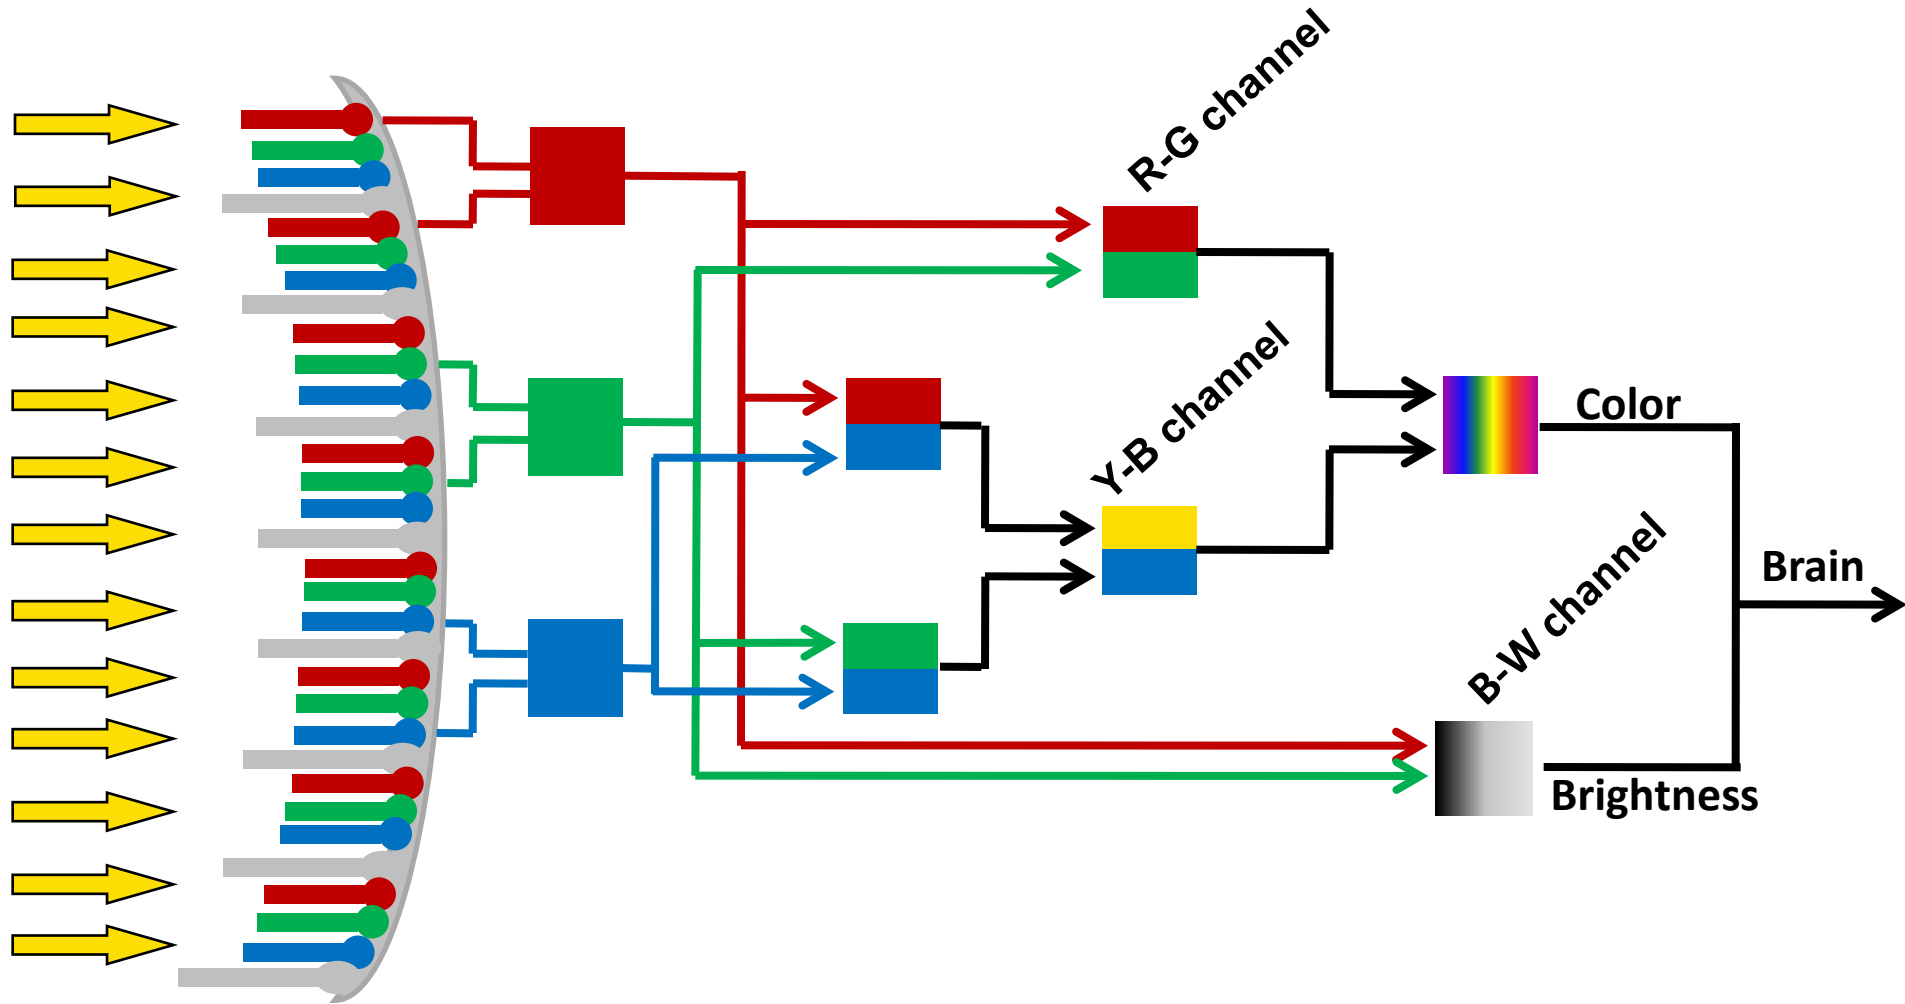 R-G channel
Y-B channel
Color
B-W channel
Brain
Brightness